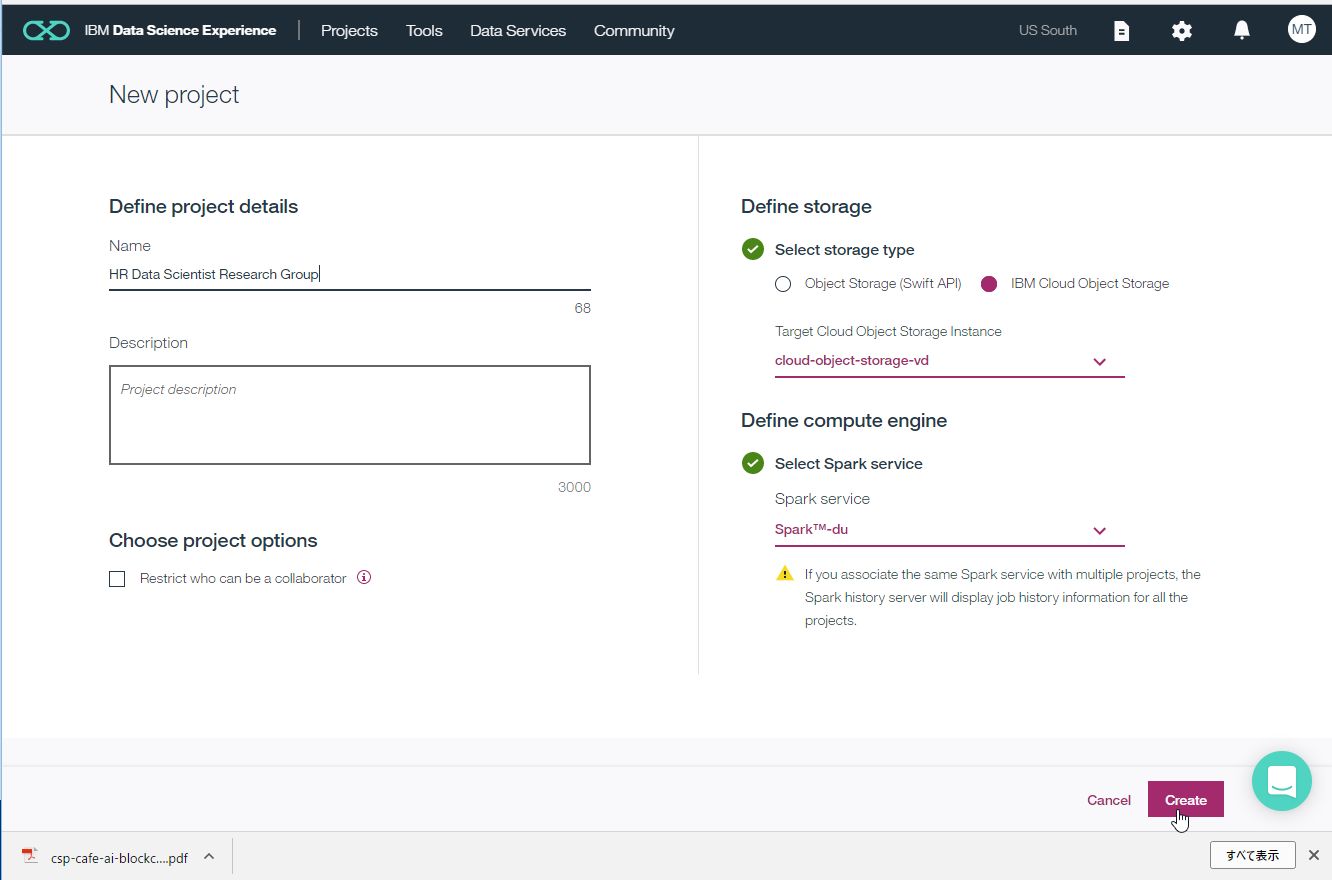 IBM Data Science Experience Projects Tools Data Services Community US South MT
New project
Define project details
Name
HR Data Scientist Research Group
68
Description
Project description
3000
Choose project options
Restrict who can be a collaborator
Define storage
Select storage type
Object Storage (Swift API) IBM Cloud Object Storage
Target Cloud Object Storage Instance
cloud-object-storage-vd
Define compute engine
Select Spark service
Spark service
Spark™-du
If you associate the same Spark service with multiple projects, the
Spark history server will display job history information for all the
projects.
Cancel Create
csp-cafe-ai-blockc....pdf すべて表示